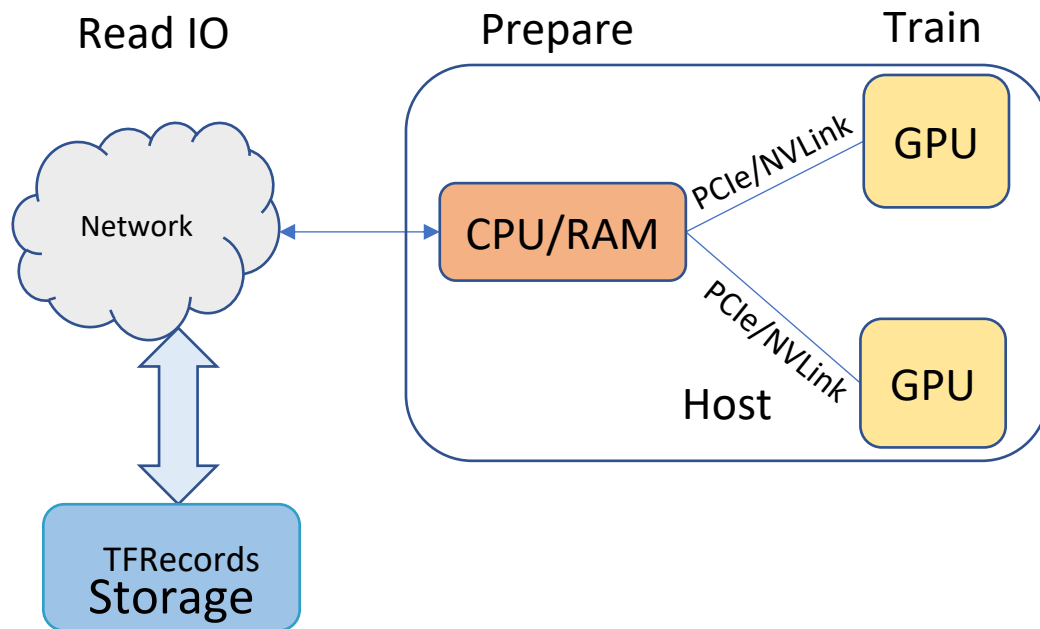 Read IO
Prepare
Train
Network
CPU/RAM
PCIe/NVLink
GPU
PCIe/NVLink
GPU
Host
TFRecords
Storage